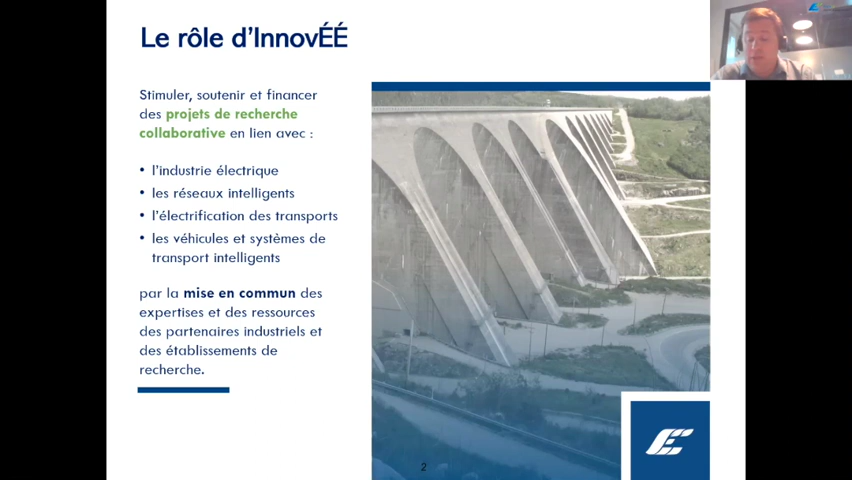 Le rôle d’InnovÉÉ
Stimuler, soutenir et financer
des projets de recherche
collaborative en lien avec :
• l’industrie électrique
• les réseaux intelligents
• l’électrification des transports
• les véhicules et systèmes de
transport intelligents
par la mise en commun des
expertises et des ressources
des partenaires industriels et
des établissements de
recherche.
2